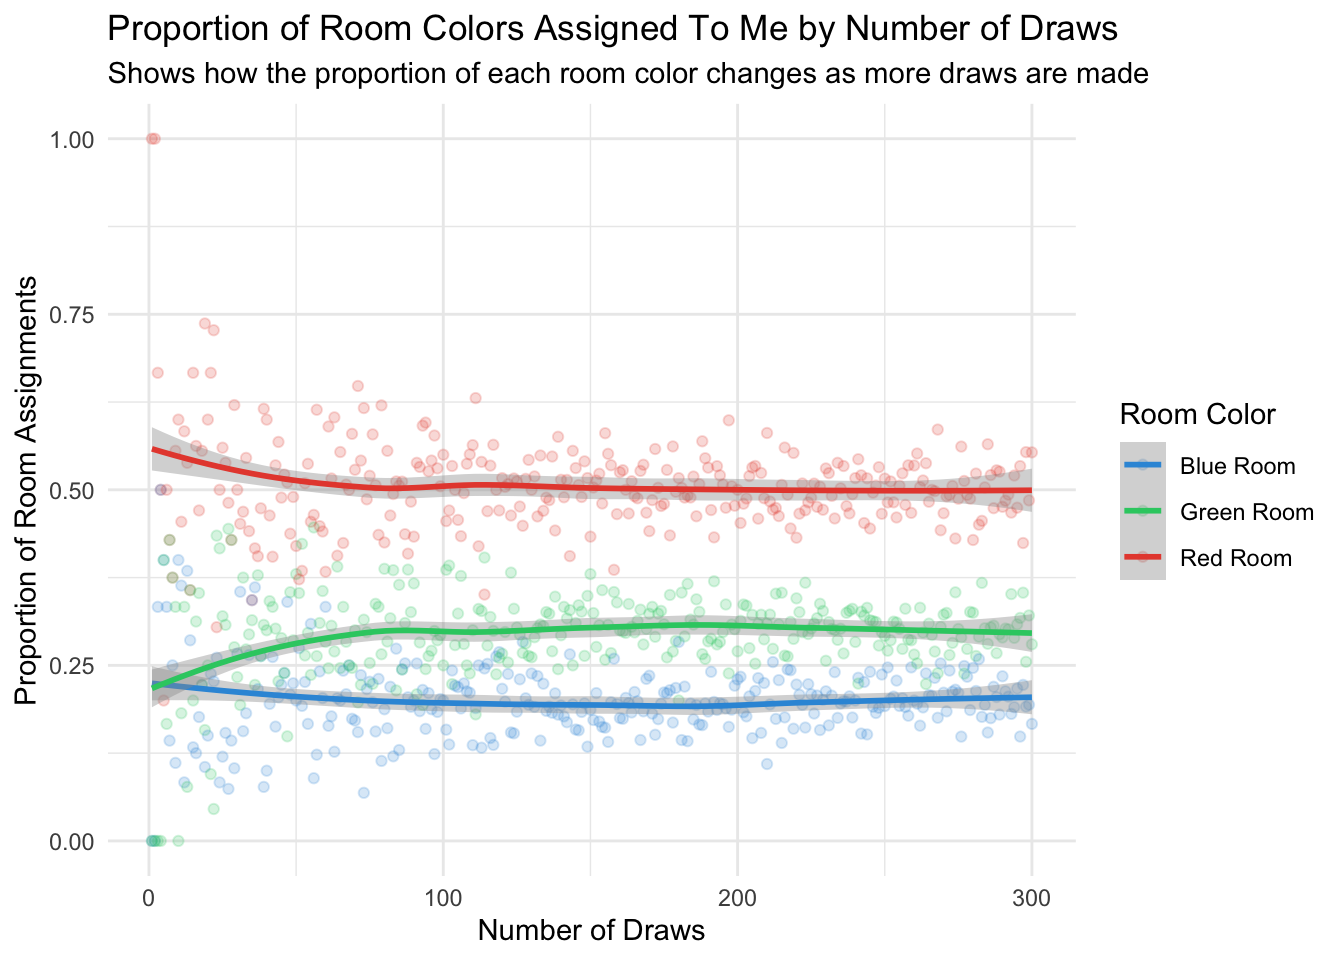 Proportion of Room Colors Assigned To Me by Number of Draws
Shows how the proportion of each room color changes as more draws are made
Proportion of Room Assignments
1.00
0.75
0.50
0.25
0.00
0
100
200
300
Number of Draws
Room Color
Blue Room
Green Room
Red Room